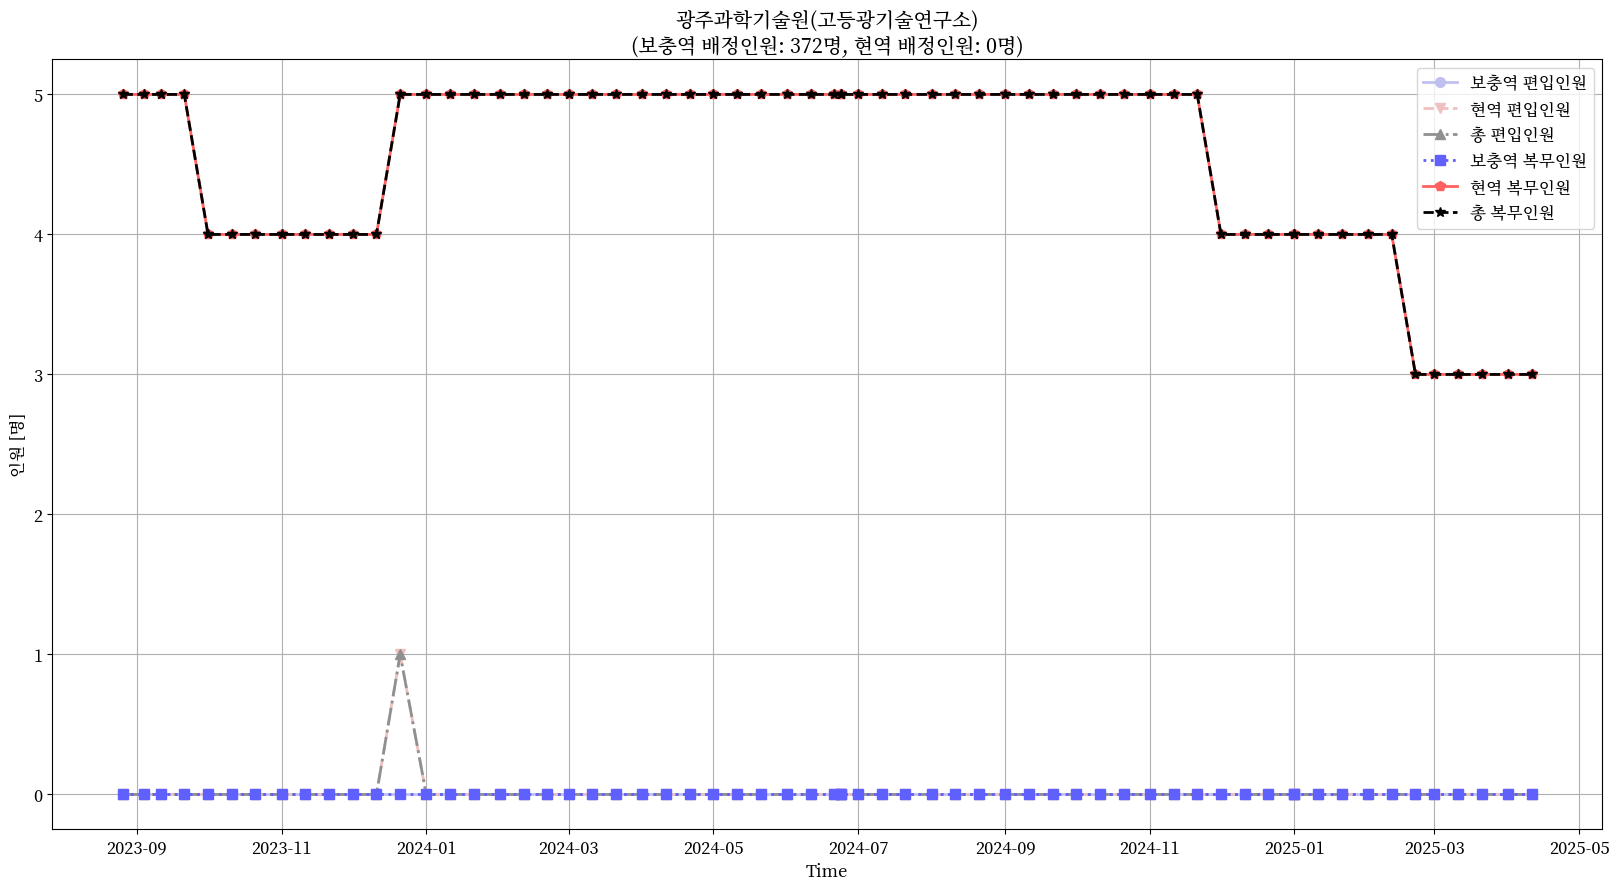 광주과학기술원(고등광기술연구소)
(보충역 배정인원: 372명, 현역 배정인원: 0명)
보충역 편입인원
현역 편입인원
총 편입인원
보충역 복무인원
현역 복무인원
총 복무인원
5
4
3
2
1
0
인원 [명]
2023-09 2023-11 2024-01 2024-03 2024-05 2024-07 2024-09 2024-11 2025-01 2025-03 2025-05
Time